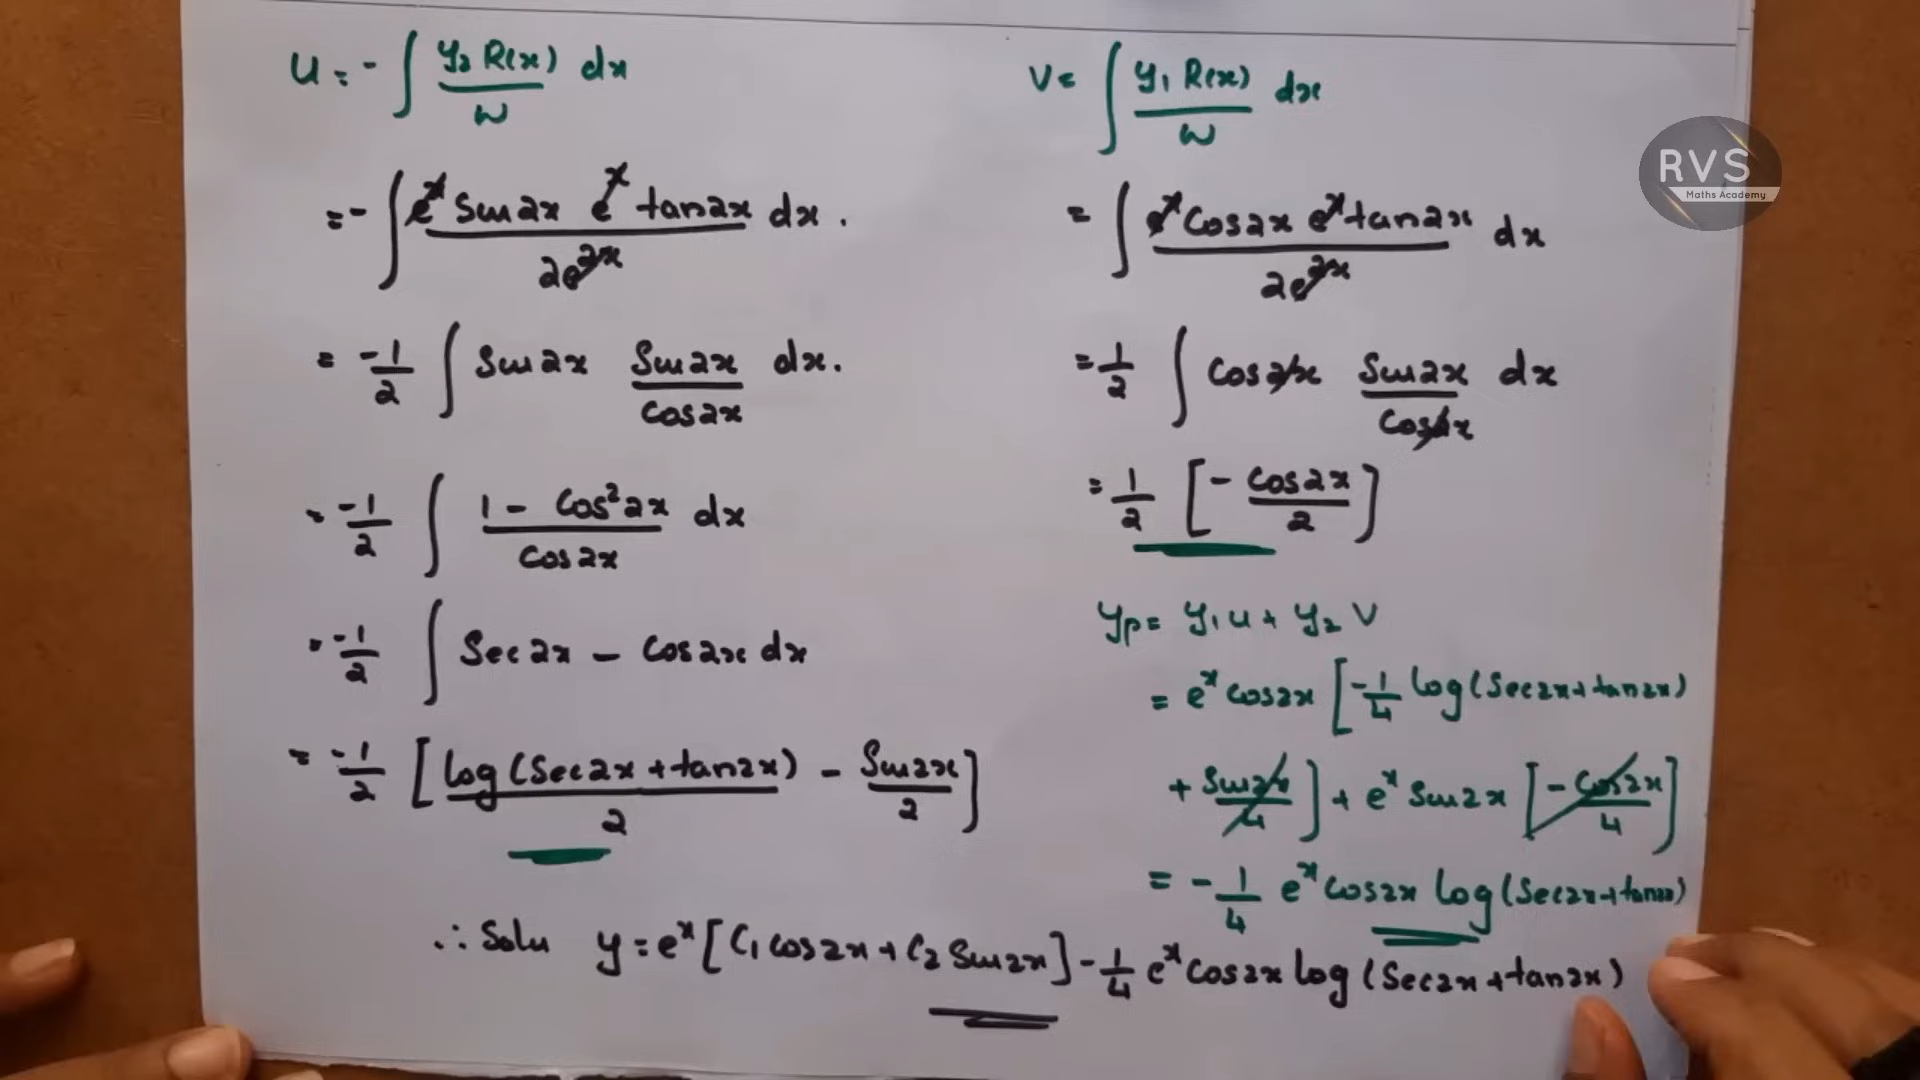 U = - ∫ y₂ R(x) / W dx
= - ∫ eˣ Sin2x eˣ tan2x / 2e²ˣ dx.
= -1/2 ∫ Sin2x Sin2x / Cos2x dx.
= -1/2 ∫ 1 - Cos²2x / Cos2x dx
= -1/2 ∫ Sec2x - Cos2x dx
= -1/2 [ log(Sec2x + tan2x) / 2 - Sin2x / 2 ]
V = ∫ y₁ R(x) / W dx
= ∫ eˣ Cos2x eˣ tan2x / 2e²ˣ dx
= 1/2 ∫ Cos2x Sin2x / Cos2x dx
= 1/2 [ - Cos2x / 2 ]
yp = y₁ u + y₂ V
= eˣ Cos2x [ -1/4 log(Sec2x + tan2x)
+ Sin2x / 4 ] + eˣ Sin2x [ - Cos2x / 4 ]
= - 1/4 eˣ Cos2x log(Sec2x + tan2x)
∴ Soln y = eˣ [C₁ Cos2x + C₂ Sin2x] - 1/4 eˣ Cos2x log(Sec2x + tan2x)
RVS
Maths Academy